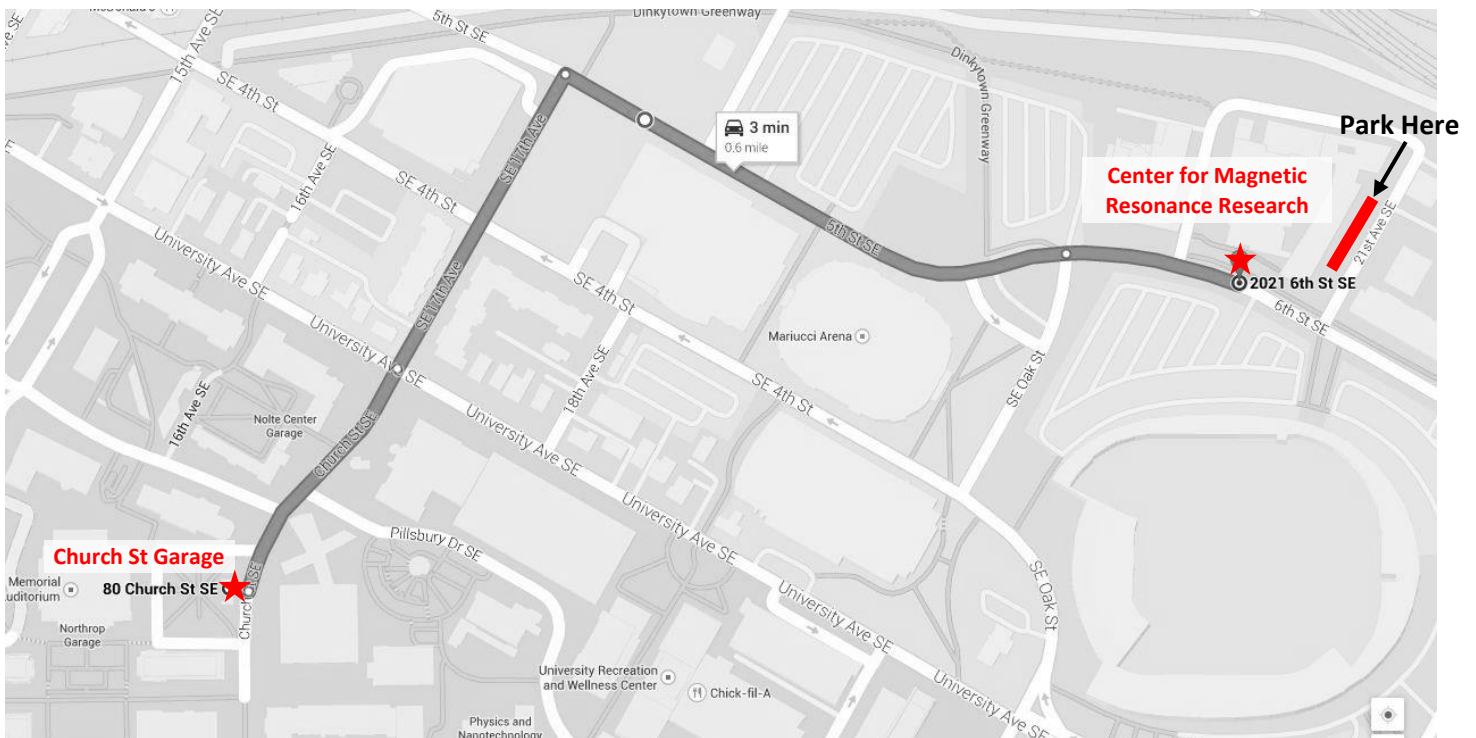 McDonald's
5th St SE
Dinkytown Greenway
15th Ave SE
SE 4th St
Dinkytown Greenway
3 min
0.6 mile
Park Here
Center for Magnetic
Resonance Research
16th Ave SE
SE 17th Ave
SE 4th St
5th St SE
21st Ave SE
2021 6th St SE
6th St SE
University Ave SE
SE 17th Ave
SE 4th St
Mariucci Arena
University Ave SE
18th Ave SE
SE Oak St
SE 4th St
16th Ave SE
Nolte Center
Garage
Church St SE
University Ave SE
University Ave SE
Pillsbury Dr SE
Church St Garage
80 Church St SE
Memorial
uditorium
Church
St SE
Northrop
Garage
University Ave SE
SE Oak St
University Recreation
and Wellness Center
Chick-fil-A
University Ave SE
Physics and
Nanotechnology